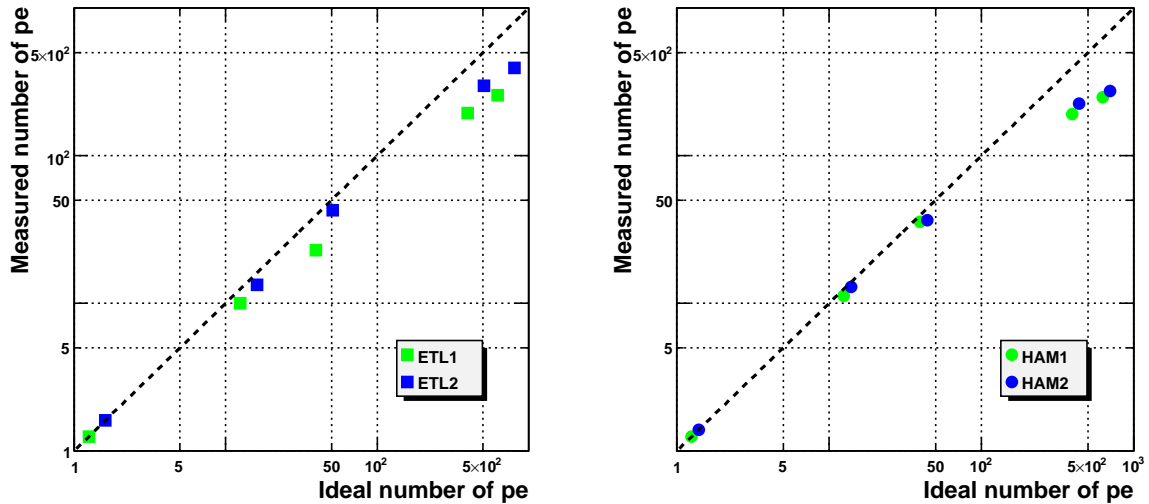 Measured number of pe
5×10²
10²
50
5
1
1
5
50
10²
5×10²
Ideal number of pe
ETL1
ETL2
Measured number of pe
5×10²
10²
50
5
1
1
5
50
10²
5×10²
10³
Ideal number of pe
HAM1
HAM2